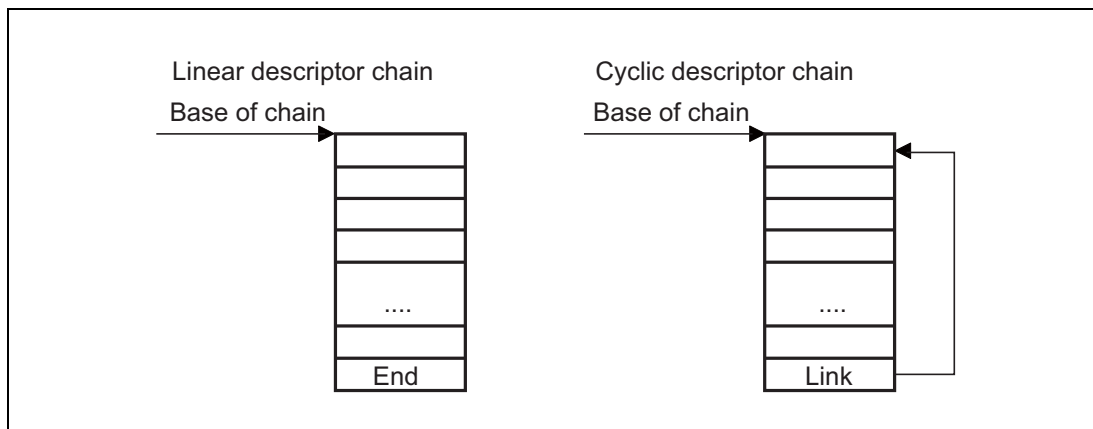 Linear descriptor chain
Base of chain
....
End
Cyclic descriptor chain
Base of chain
....
Link